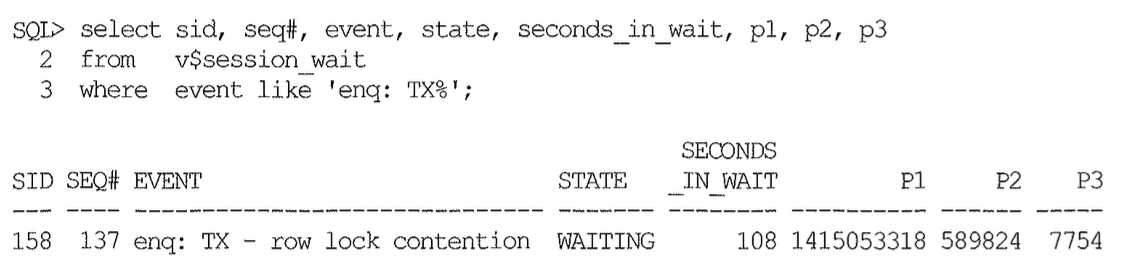 SQL> select sid, seq#, event, state, seconds_in_wait, p1, p2, p3
2 from v$session_wait
3 where event like 'enq: TX%';
SECONDS
SID SEQ# EVENT STATE _IN_WAIT P1 P2 P3
--- ---- ------------------------------- ------- -------- ---------- ------ -----
158 137 enq: TX - row lock contention WAITING 108 1415053318 589824 7754